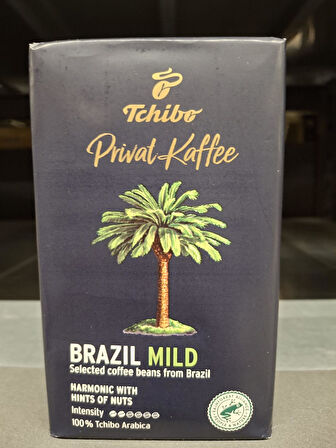 Tchibo
Privat Kaffee
BRAZIL MILD
Selected coffee beans from Brazil
HARMONIC WITH
HINTS OF NUTS
Intensity
100% Tchibo Arabica